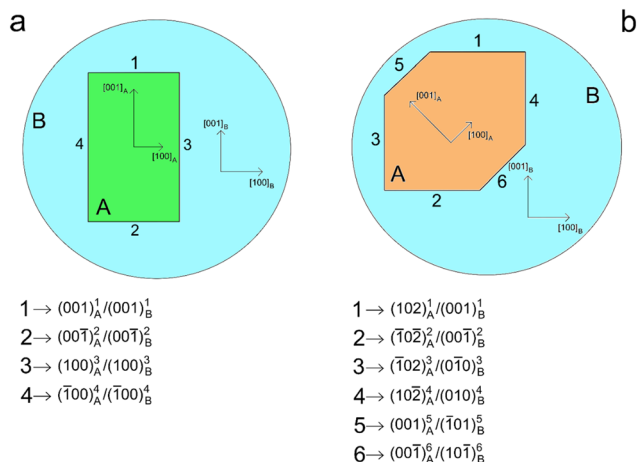 a
b
1
5
1
B
4
B
[001]A
[001]B
[001]A
[100]A
4
3
3
[100]A
[100]B
A
A
6
[001]B
2
2
[100]B
1 → (001)¹A/(001)¹B
2 → (001̅)²A/(001̅)²B
3 → (100)³A/(100)³B
4 → (1̅00)⁴A/(1̅00)⁴B
1 → (102)¹A/(001)¹B
2 → (1̅02̅)²A/(001̅)²B
3 → (1̅02)³A/(01̅0)³B
4 → (102̅)⁴A/(010)⁴B
5 → (001)⁵A/(1̅01)⁵B
6 → (001̅)⁶A/(101̅)⁶B